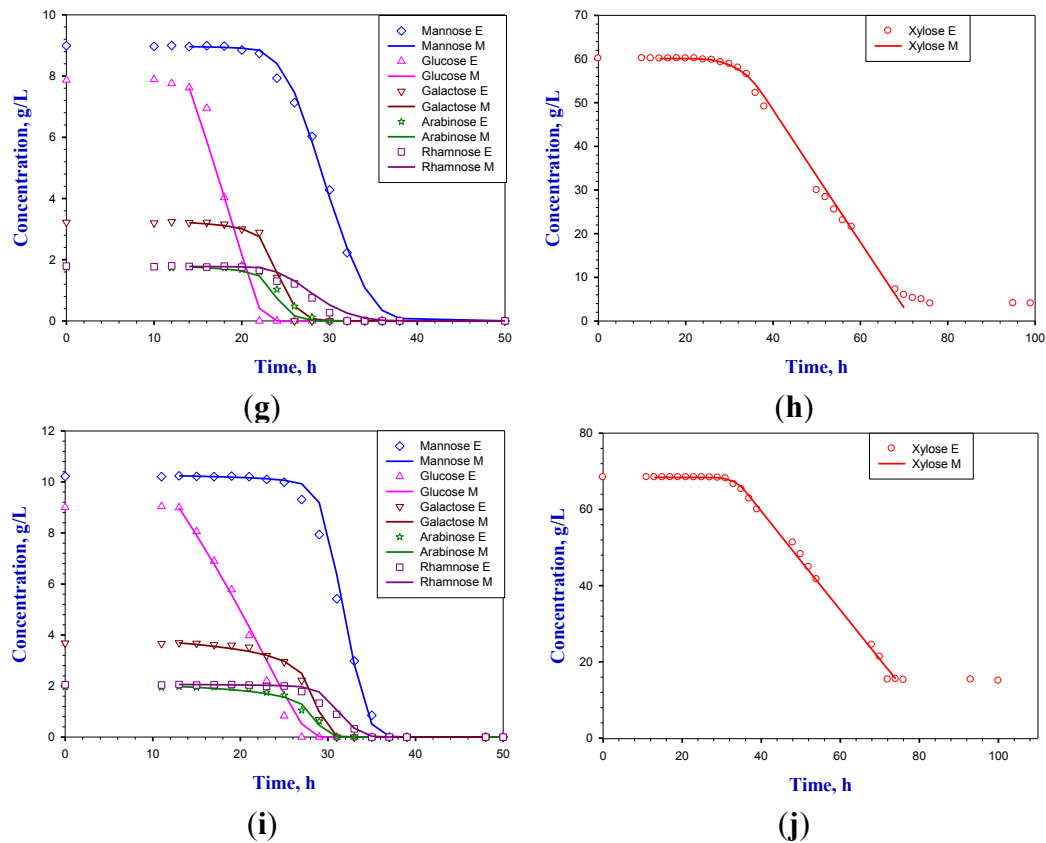 Concentration, g/L
10
8
6
4
2
0
0 10 20 30 40 50
Time, h
Mannose E
Mannose M
Glucose E
Glucose M
Galactose E
Galactose M
Arabinose E
Arabinose M
Rhamnose E
Rhamnose M
(g)
Concentration, g/L
70
60
50
40
30
20
10
0
0 20 40 60 80 100
Time, h
Xylose E
Xylose M
(h)
Concentration, g/L
12
10
8
6
4
2
0
0 10 20 30 40 50
Time, h
Mannose E
Mannose M
Glucose E
Glucose M
Galactose E
Galactose M
Arabinose E
Arabinose M
Rhamnose E
Rhamnose M
(i)
Concentration, g/L
80
60
40
20
0
0 20 40 60 80 100
Time, h
Xylose E
Xylose M
(j)